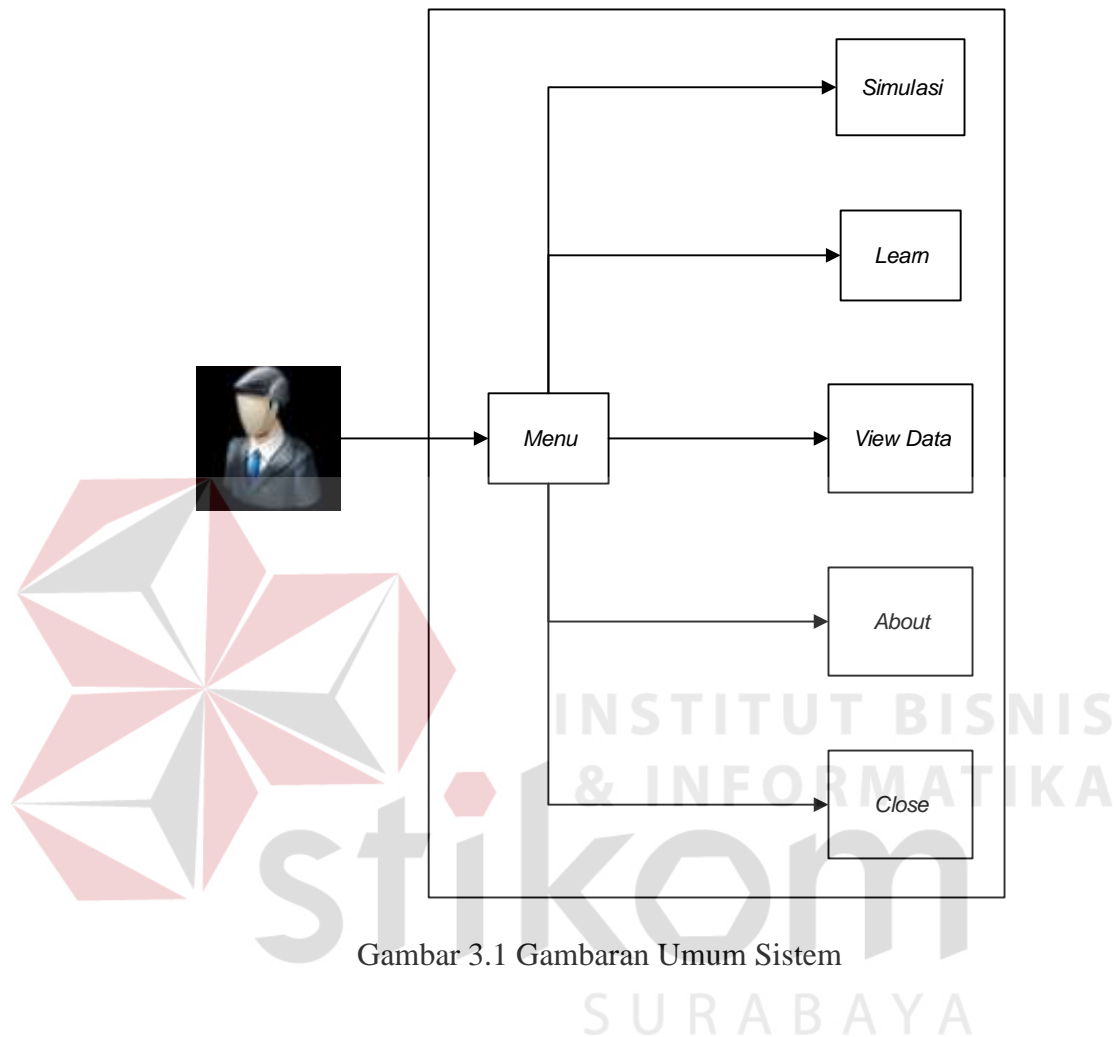 Simulasi
Learn
Menu
View Data
About
INSTITUT BISNIS
& INFORMATIKA
Close
stikom
Gambar 3.1 Gambaran Umum Sistem
SURABAYA